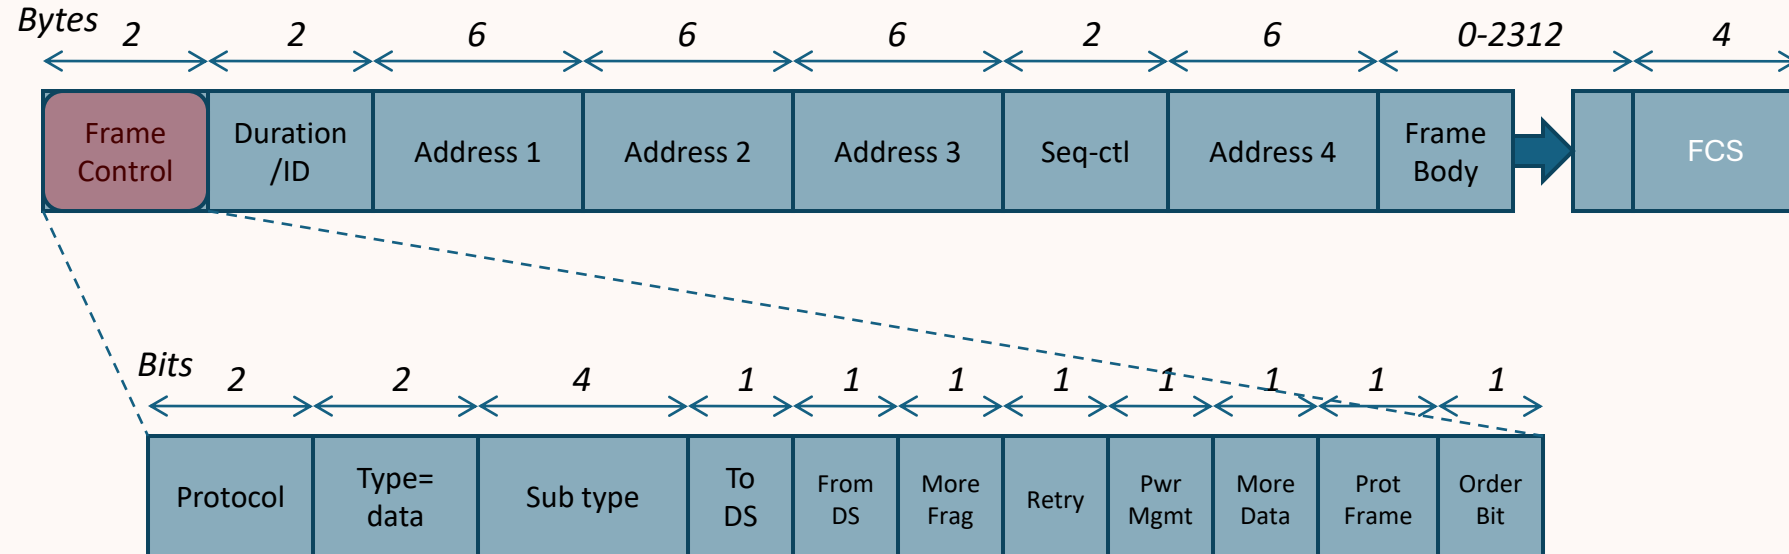 Bytes 2 2 6 6 6 2 6 0-2312 4
Frame Control Duration /ID Address 1 Address 2 Address 3 Seq-ctl Address 4 Frame Body FCS
Bits 2 2 4 1 1 1 1 1 1 1 1
Protocol Type= data Sub type To DS From DS More Frag Retry Pwr Mgmt More Data Prot Frame Order Bit